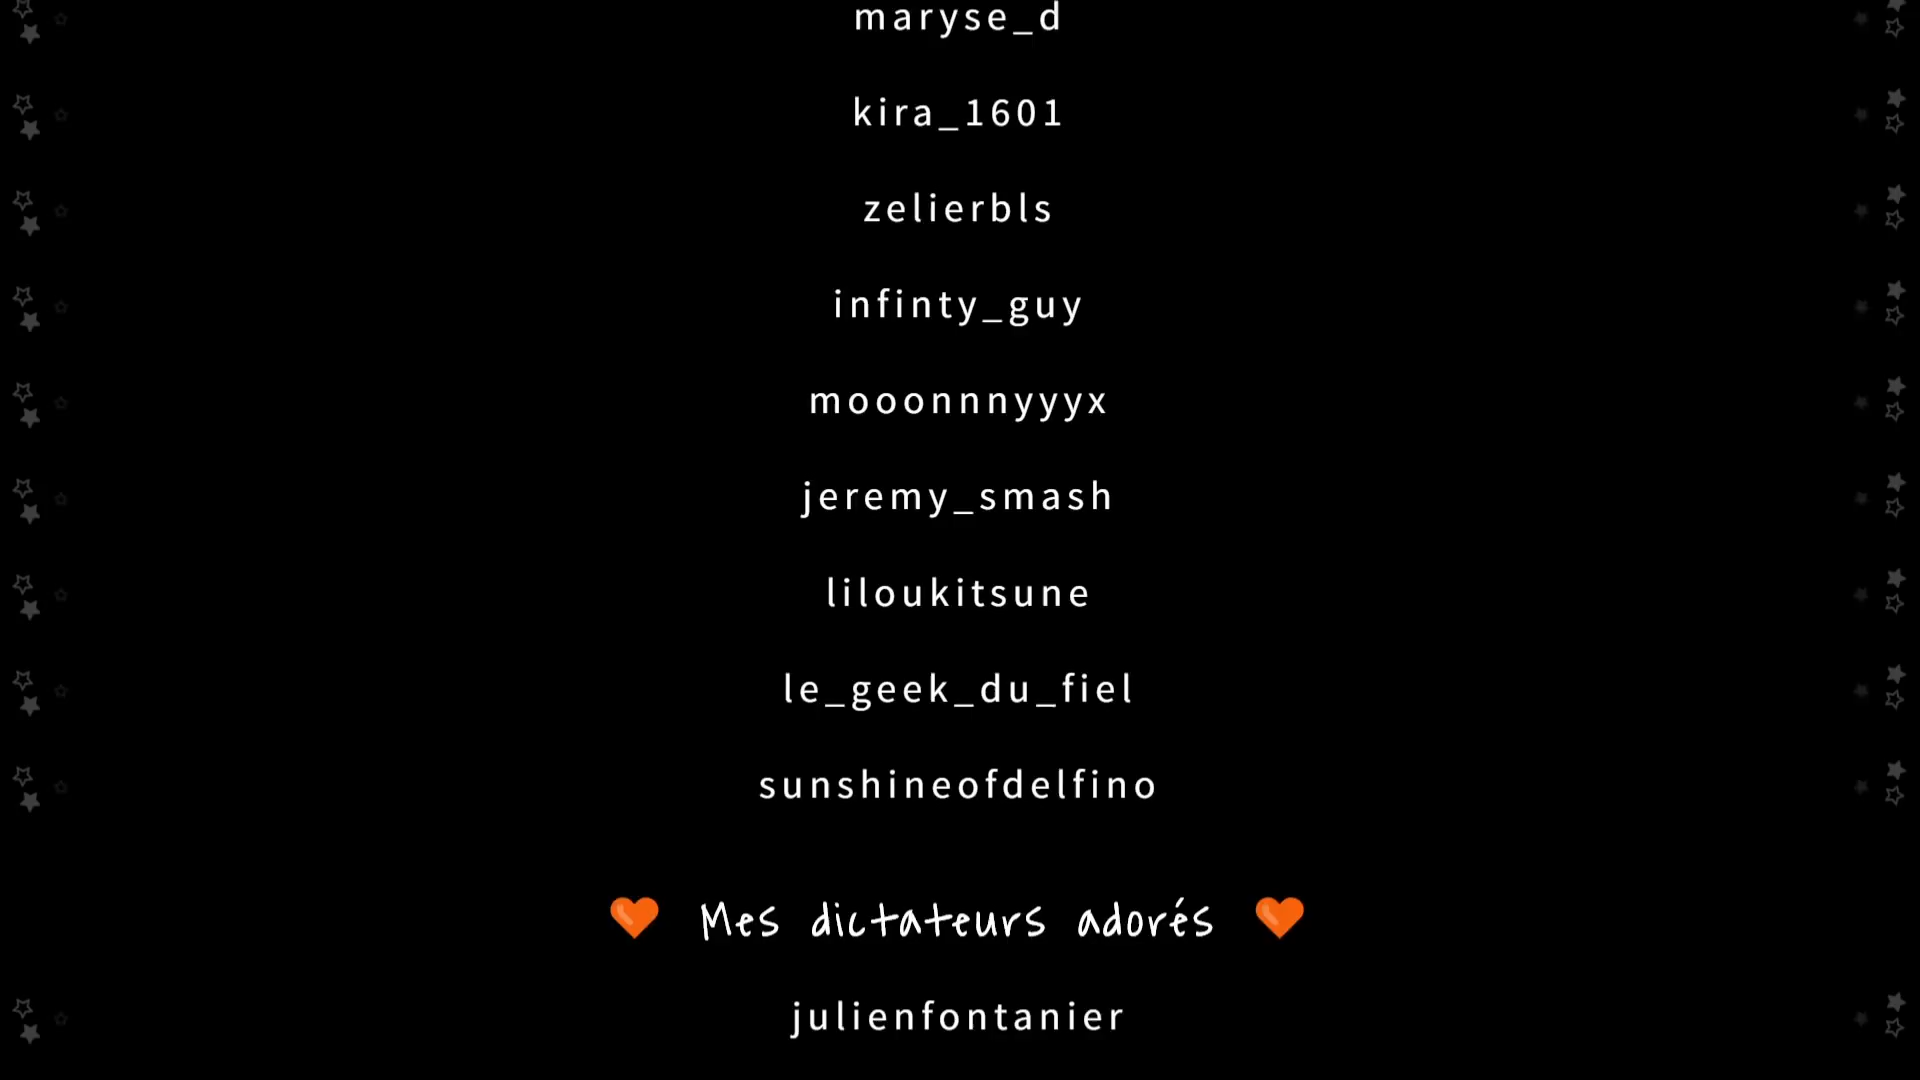 maryse_d
kira_1601
zelierbls
infinty_guy
mooonnnyyyx
jeremy_smash
liloukitsune
le_geek_du_fiel
sunshineofdelfino
Mes dictateurs adorés
julienfontanier